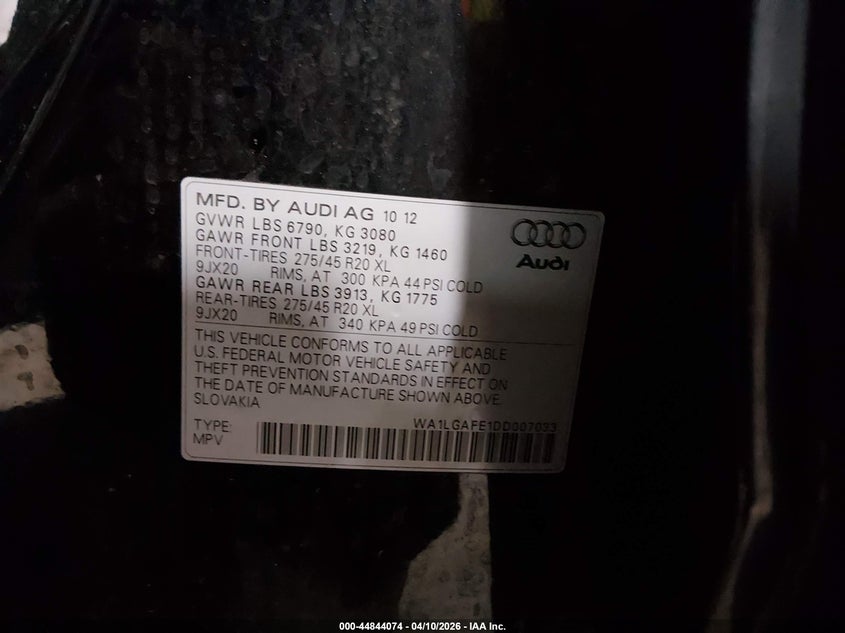 MFD. BY AUDI AG 10 12
GVWR LBS 6790, KG 3080
GAWR FRONT LBS 3219, KG 1460
FRONT-TIRES 275/45 R20 XL
9JX20 RIMS, AT 300 KPA 44 PSI COLD
GAWR REAR LBS 3913, KG 1775
REAR-TIRES 275/45 R20 XL
9JX20 RIMS, AT 340 KPA 49 PSI COLD
Audi
THIS VEHICLE CONFORMS TO ALL APPLICABLE
U.S. FEDERAL MOTOR VEHICLE SAFETY AND
THEFT PREVENTION STANDARDS IN EFFECT ON
THE DATE OF MANUFACTURE SHOWN ABOVE.
SLOVAKIA
TYPE: WA1LGAFE1DD007093
MPV
000-44844074 - 04/10/2026 - IAA Inc.